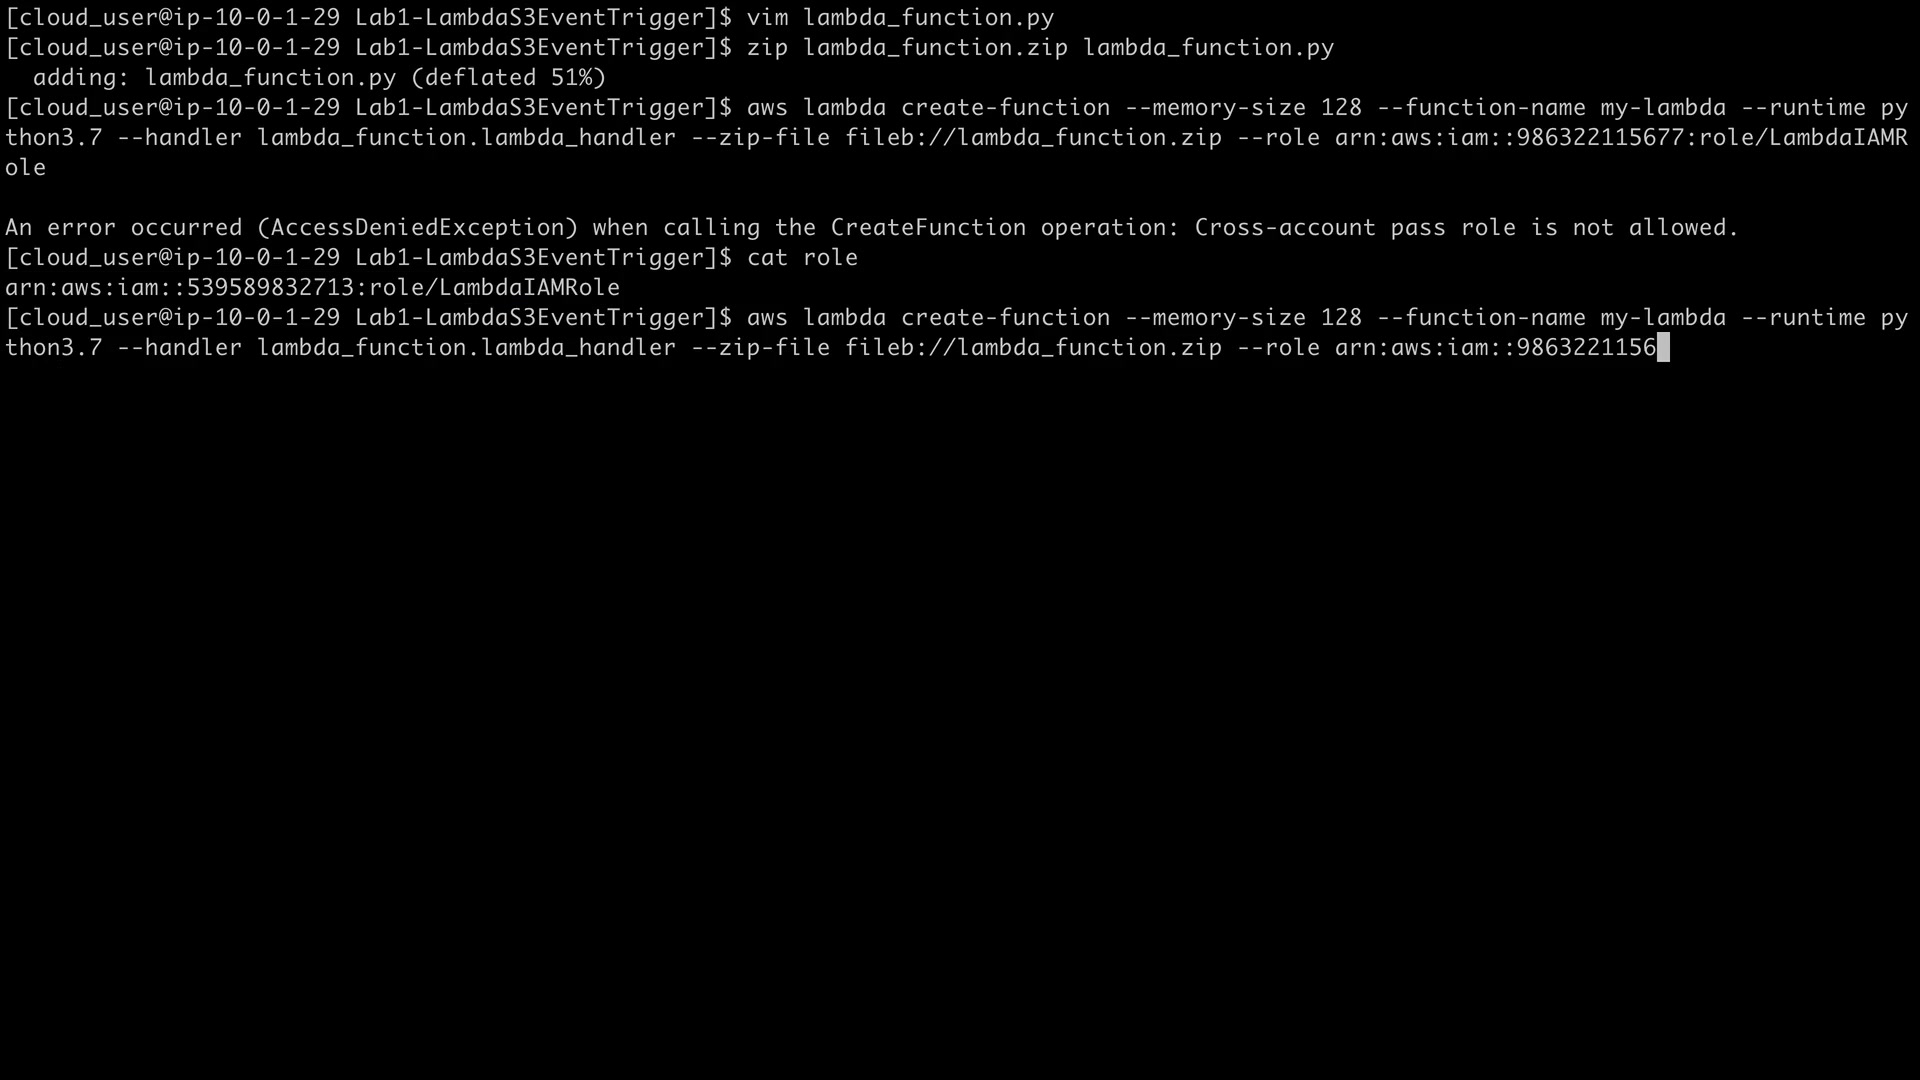 [cloud_user@ip-10-0-1-29 Lab1-LambdaS3EventTrigger]$ vim lambda_function.py
[cloud_user@ip-10-0-1-29 Lab1-LambdaS3EventTrigger]$ zip lambda_function.zip lambda_function.py
  adding: lambda_function.py (deflated 51%)
[cloud_user@ip-10-0-1-29 Lab1-LambdaS3EventTrigger]$ aws lambda create-function --memory-size 128 --function-name my-lambda --runtime py
thon3.7 --handler lambda_function.lambda_handler --zip-file fileb://lambda_function.zip --role arn:aws:iam::986322115677:role/LambdaIAMR
ole

An error occurred (AccessDeniedException) when calling the CreateFunction operation: Cross-account pass role is not allowed.
[cloud_user@ip-10-0-1-29 Lab1-LambdaS3EventTrigger]$ cat role
arn:aws:iam::539589832713:role/LambdaIAMRole
[cloud_user@ip-10-0-1-29 Lab1-LambdaS3EventTrigger]$ aws lambda create-function --memory-size 128 --function-name my-lambda --runtime py
thon3.7 --handler lambda_function.lambda_handler --zip-file fileb://lambda_function.zip --role arn:aws:iam::9863221156